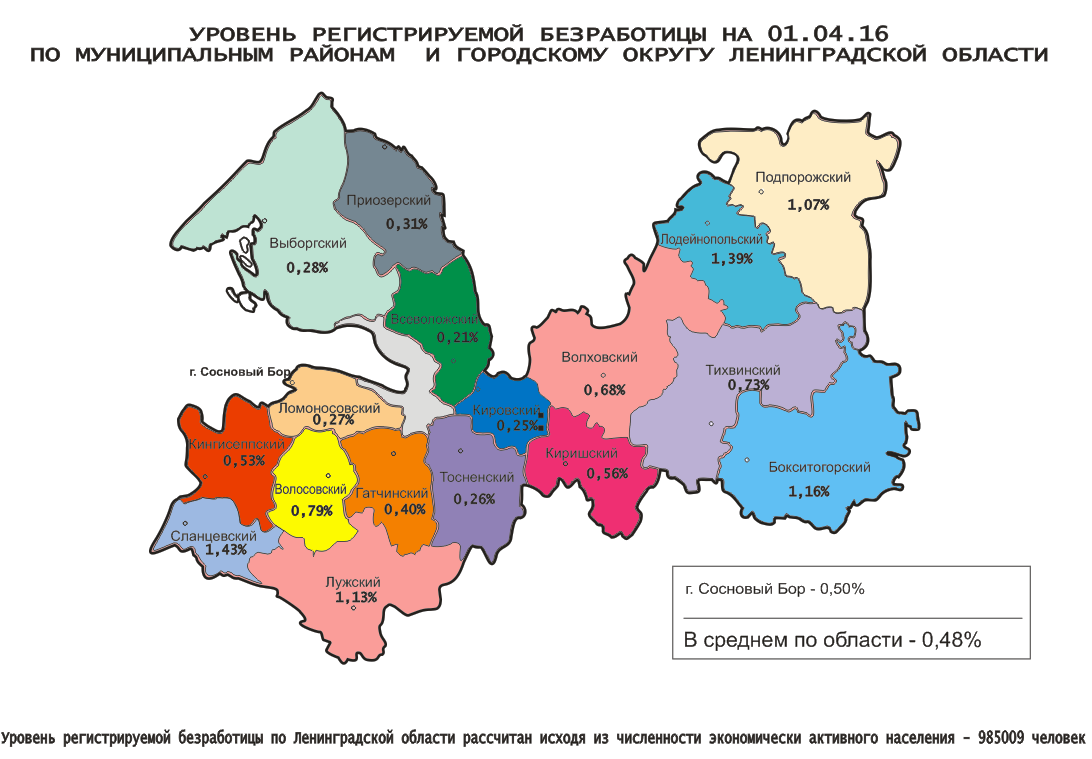 УРОВЕНЬ РЕГИСТРИРУЕМОЙ БЕЗРАБОТИЦЫ НА 01.04.16
ПО МУНИЦИПАЛЬНЫМ РАЙОНАМ И ГОРОДСКОМУ ОКРУГУ ЛЕНИНГРАДСКОЙ ОБЛАСТИ
Подпорожский
1,07%
Приозерский
0,31%
Лодейнопольский
1,39%
Выборгский
0,28%
Всеволожский
0,21%
Волховский
0,68%
Тихвинский
0,73%
г. Сосновый Бор
Ломоносовский
0,27%
Кировский
0,25%
Кингисеппский
0,53%
Киришский
0,56%
Бокситогорский
1,16%
Волосовский
0,79%
Гатчинский
0,40%
Тосненский
0,26%
Сланцевский
1,43%
Лужский
1,13%
г. Сосновый Бор - 0,50%
В среднем по области - 0,48%
Уровень регистрируемой безработицы по Ленинградской области рассчитан исходя из численности экономически активного населения - 985009 человек